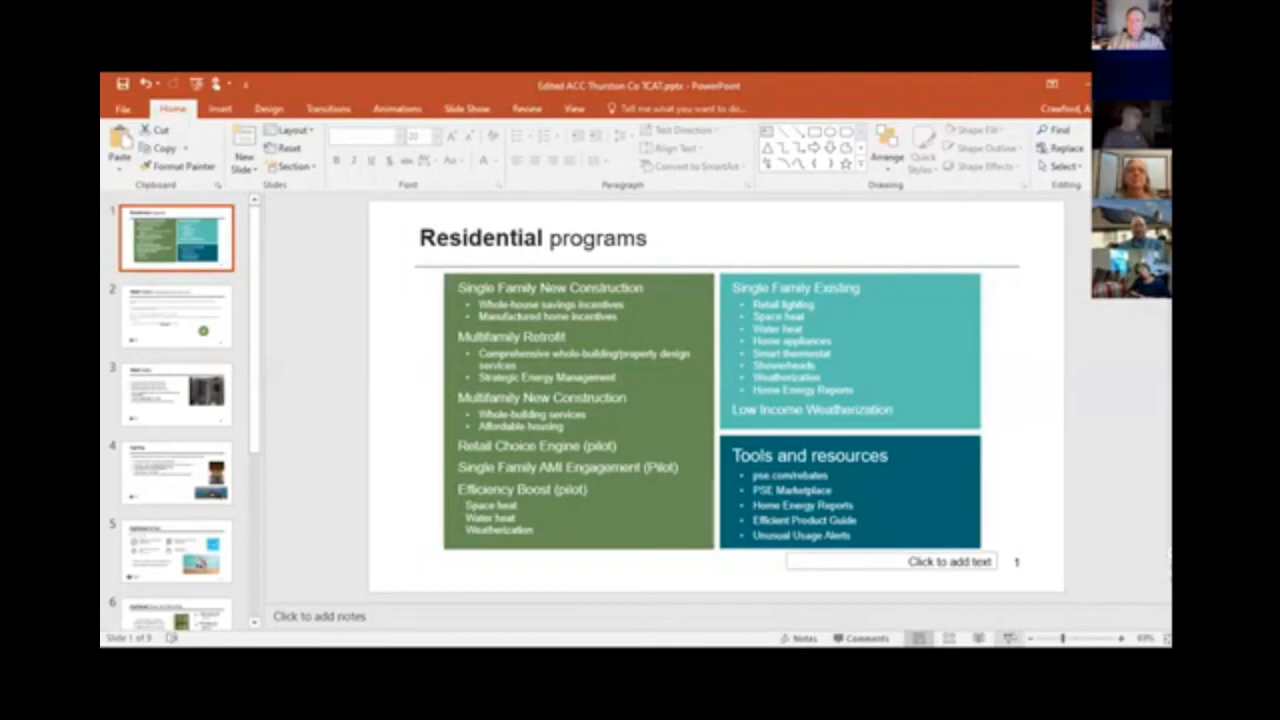 Edited ACC Thurston Co TCAT.pptx - PowerPoint
File Home Insert Design Transitions Animations Slide Show Review View Tell me what you want to do... Crawford, A
Paste
Cut
Copy
Format Painter
Clipboard
New Slide
Layout
Reset
Section
Slides
Font
Text Direction
Align Text
Convert to SmartArt
Paragraph
Arrange
Quick Styles
Shape Fill
Shape Outline
Shape Effects
Drawing
Find
Replace
Select
Editing
1
2
3
4
5
6
Residential programs
Single Family New Construction
• Whole-house savings incentives
• Manufactured home incentives
Multifamily Retrofit
• Comprehensive whole-building/property design
services
• Strategic Energy Management
Multifamily New Construction
• Whole-building services
• Affordable housing
Retail Choice Engine (pilot)
Single Family AMI Engagement (Pilot)
Efficiency Boost (pilot)
Space heat
Water heat
Weatherization
Single Family Existing
• Retail lighting
• Space heat
• Water heat
• Home appliances
• Smart thermostat
• Showerheads
• Weatherization
• Home Energy Reports
Low Income Weatherization
Tools and resources
• pse.com/rebates
• PSE Marketplace
• Home Energy Reports
• Efficient Product Guide
• Unusual Usage Alerts
Click to add text
1
Click to add notes
Slide 1 of 9
Notes
Comments